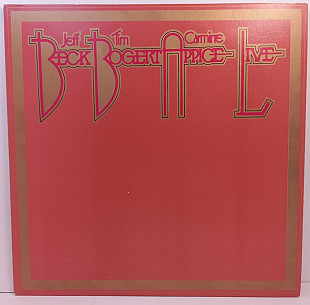 Jeff Tim Carmine
BECK BOGERT APPICE LIVE